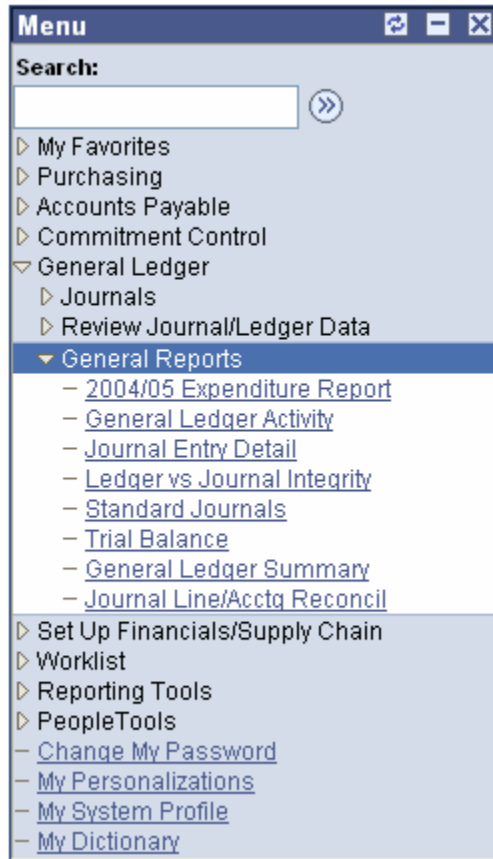 Menu
Search:
My Favorites
Purchasing
Accounts Payable
Commitment Control
General Ledger
Journals
Review Journal/Ledger Data
General Reports
2004/05 Expenditure Report
General Ledger Activity
Journal Entry Detail
Ledger vs Journal Integrity
Standard Journals
Trial Balance
General Ledger Summary
Journal Line/Acctg Reconcil
Set Up Financials/Supply Chain
Worklist
Reporting Tools
PeopleTools
Change My Password
My Personalizations
My System Profile
My Dictionary